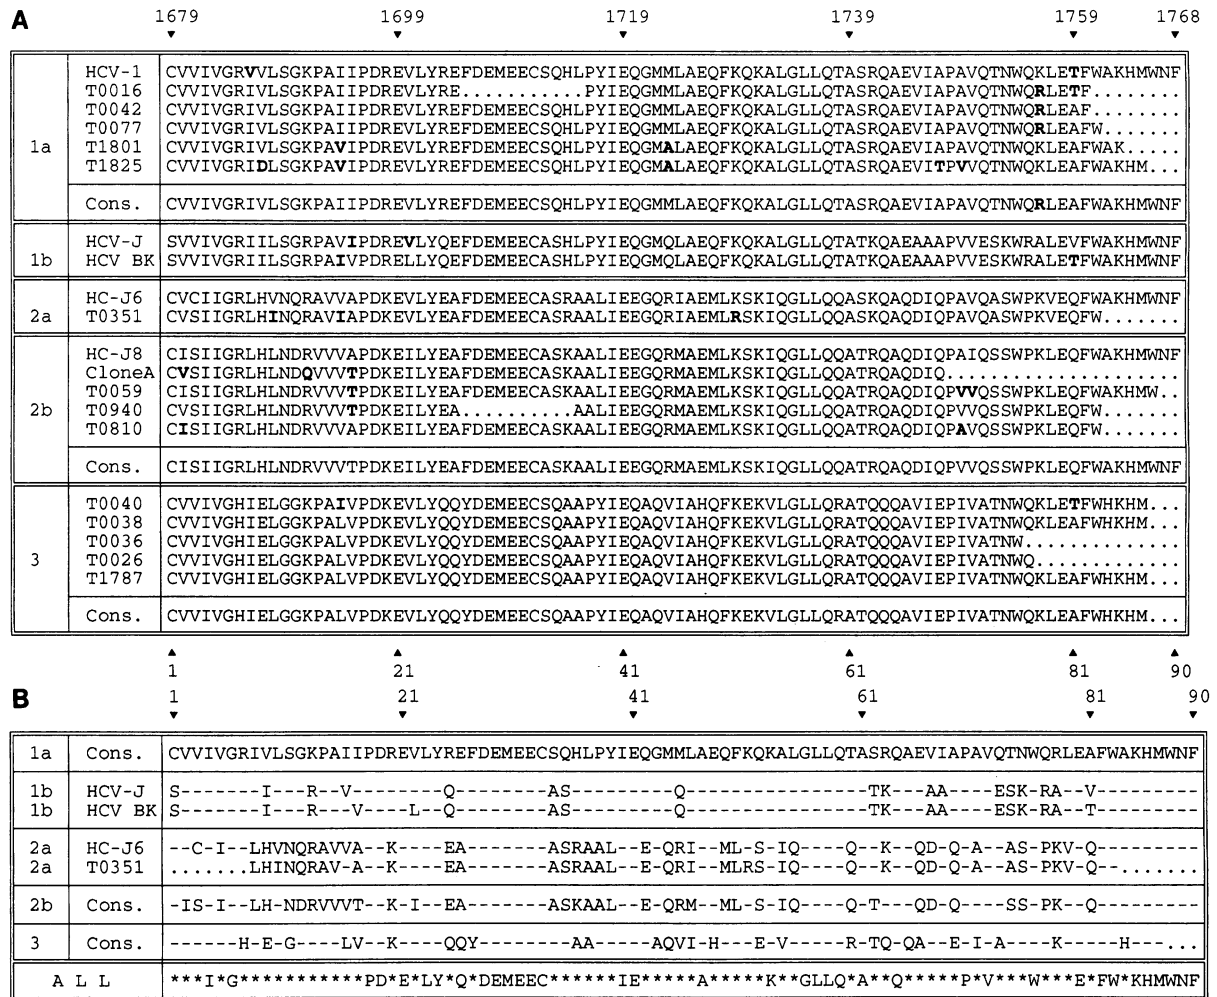 A
1679 1699 1719 1739 1759 1768
HCV-1 CVVIVGRVVLSGKPAIIPDREVLYREFDEMEECSQHLPYIEQGMMLAEQFKQKALGLLQTASRQAEVIAPAVQTNWQKLETFWAKHMWNF
T0016 CVVIVGRIVLSGKPAIIPDREVLYRE...........PYIEQGMMLAEQFKQKALGLLQTASRQAEVIAPAVQTNWQRLETF........
T0042 CVVIVGRIVLSGKPAIIPDREVLYREFDEMEECSQHLPYIEQGMMLAEQFKQKALGLLQTASRQAEVIAPAVQTNWQRLEAF........
T0077 CVVIVGRIVLSGKPAIIPDREVLYREFDEMEECSQHLPYIEQGMMLAEQFKQKALGLLQTASRQAEVIAPAVQTNWQRLEAFW.......
1a T1801 CVVIVGRIVLSGKPAVIPDREVLYREFDEMEECSQHLPYIEQGMALAEQFKQKALGLLQTASRQAEVIAPAVQTNWQKLEAFWAK.....
T1825 CVVIVGRIDLSGKPAVIPDREVLYREFDEMEECSQHLPYIEQGMALAEQFKQKALGLLQTASRQAEVITPVVQTNWQKLEAFWAKHM...
Cons. CVVIVGRIVLSGKPAIIPDREVLYREFDEMEECSQHLPYIEQGMMLAEQFKQKALGLLQTASRQAEVIAPAVQTNWQRLEAFWAKHMWNF
HCV-J SVVIVGRIILSGRPAVIPDREVLYQEFDEMEECASHLPYIEQGMQLAEQFKQKALGLLQTATKQAEAAAPVVESKWRALEVFWAKHMWNF
1b HCV BK SVVIVGRIILSGRPAIVPDRELLYQEFDEMEECASHLPYIEQGMQLAEQFKQKALGLLQTATKQAEAAAPVVESKWRALETFWAKHMWNF
HC-J6 CVCIIGRLHVNQRAVVAPDKEVLYEAFDEMEECASRAALIEEGQRIAEMLKSKIQGLLQQASKQAQDIQPAVQASWPKVEQFWAKHMWNF
2a T0351 CVSIIGRLHINQRAVIAPDKEVLYEAFDEMEECASRAALIEEGQRIAEMLRSKIQGLLQQASKQAQDIQPAVQASWPKVEQFW.......
HC-J8 CISIIGRLHLNDRVVVAPDKEILYEAFDEMEECASKAALIEEGQRMAEMLKSKIQGLLQQATRQAQDIQPAIQSSWPKLEQFWAKHMWNF
CloneA CVSIIGRLHLNDQVVVTPDKEILYEAFDEMEECASKAALIEEGQRMAEMLKSKIQGLLQQATRQAQDIQ.....................
T0059 CISIIGRLHLNDRVVVTPDKEILYEAFDEMEECASKAALIEEGQRMAEMLKSKIQGLLQQATRQAQDIQPVVQSSWPKLEQFWAKHMW..
2b T0940 CVSIIGRLHLNDRVVVTPDKEILYEA..........AALIEEGQRMAEMLKSKIQGLLQQATRQAQDIQPVVQSSWPKLEQFW.......
T0810 CISIIGRLHLNDRVVVAPDKEILYEAFDEMEECASKAALIEEGQRMAEMLKSKIQGLLQQATRQAQDIQPAVQSSWPKLEQFW.......
Cons. CISIIGRLHLNDRVVVTPDKEILYEAFDEMEECASKAALIEEGQRMAEMLKSKIQGLLQQATRQAQDIQPVVQSSWPKLEQFWAKHMWNF
T0040 CVVIVGHIELGGKPAIVPDKEVLYQQYDEMEECSQAAPYIEQAQVIAHQFKEKVLGLLQRATQQQAVIEPIVATNWQKLETFWHKHM...
T0038 CVVIVGHIELGGKPALVPDKEVLYQQYDEMEECSQAAPYIEQAQVIAHQFKEKVLGLLQRATQQQAVIEPIVATNWQKLEAFWHKHM...
T0036 CVVIVGHIELGGKPALVPDKEVLYQQYDEMEECSQAAPYIEQAQVIAHQFKEKVLGLLQRATQQQAVIEPIVATNW..............
3 T0026 CVVIVGHIELGGKPALVPDKEVLYQQYDEMEECSQAAPYIEQAQVIAHQFKEKVLGLLQRATQQQAVIEPIVATNWQ.............
T1787 CVVIVGHIELGGKPALVPDKEVLYQQYDEMEECSQAAPYIEQAQVIAHQFKEKVLGLLQRATQQQAVIEPIVATNWQKLEAFWHKHM...
Cons. CVVIVGHIELGGKPALVPDKEVLYQQYDEMEECSQAAPYIEQAQVIAHQFKEKVLGLLQRATQQQAVIEPIVATNWQKLEAFWHKHM...
1 21 41 61 81 90
B
1 21 41 61 81 90
1a Cons. CVVIVGRIVLSGKPAIIPDREVLYREFDEMEECSQHLPYIEQGMMLAEQFKQKALGLLQTASRQAEVIAPAVQTNWQRLEAFWAKHMWNF
1b HCV-J S-------I---R--V--------Q--------AS---------Q----------------TK---AA----ESK-RA--V---------
1b HCV BK S-------I---R---V----L--Q--------AS---------Q----------------TK---AA----ESK-RA--T---------
2a HC-J6 --C-I--LHVNQRAVVA--K----EA-------ASRAAL--E-QRI--ML-S-IQ----Q--K--QD-Q-A--AS-PKV-Q---------
2a T0351 .......LHINQRAV-A--K----EA-------ASRAAL--E-QRI--MLRS-IQ----Q--K--QD-Q-A--AS-PKV-Q--.......
2b Cons. -IS-I--LH-NDRVVVT--K-I--EA-------ASKAAL--E-QRM--ML-S-IQ----Q-T---QD-Q----SS-PK--Q---------
3 Cons. ------H-E-G----LV--K----QQY--------AA-----AQVI-H---E-V-----R-TQ-QA--E-I-A----K-----H---...
A L L ***I*G***********PD*E*LY*Q*DEMEEC******IE*****A*****K**GLLQ*A**Q*****P*V***W***E*FW*KHMWNF